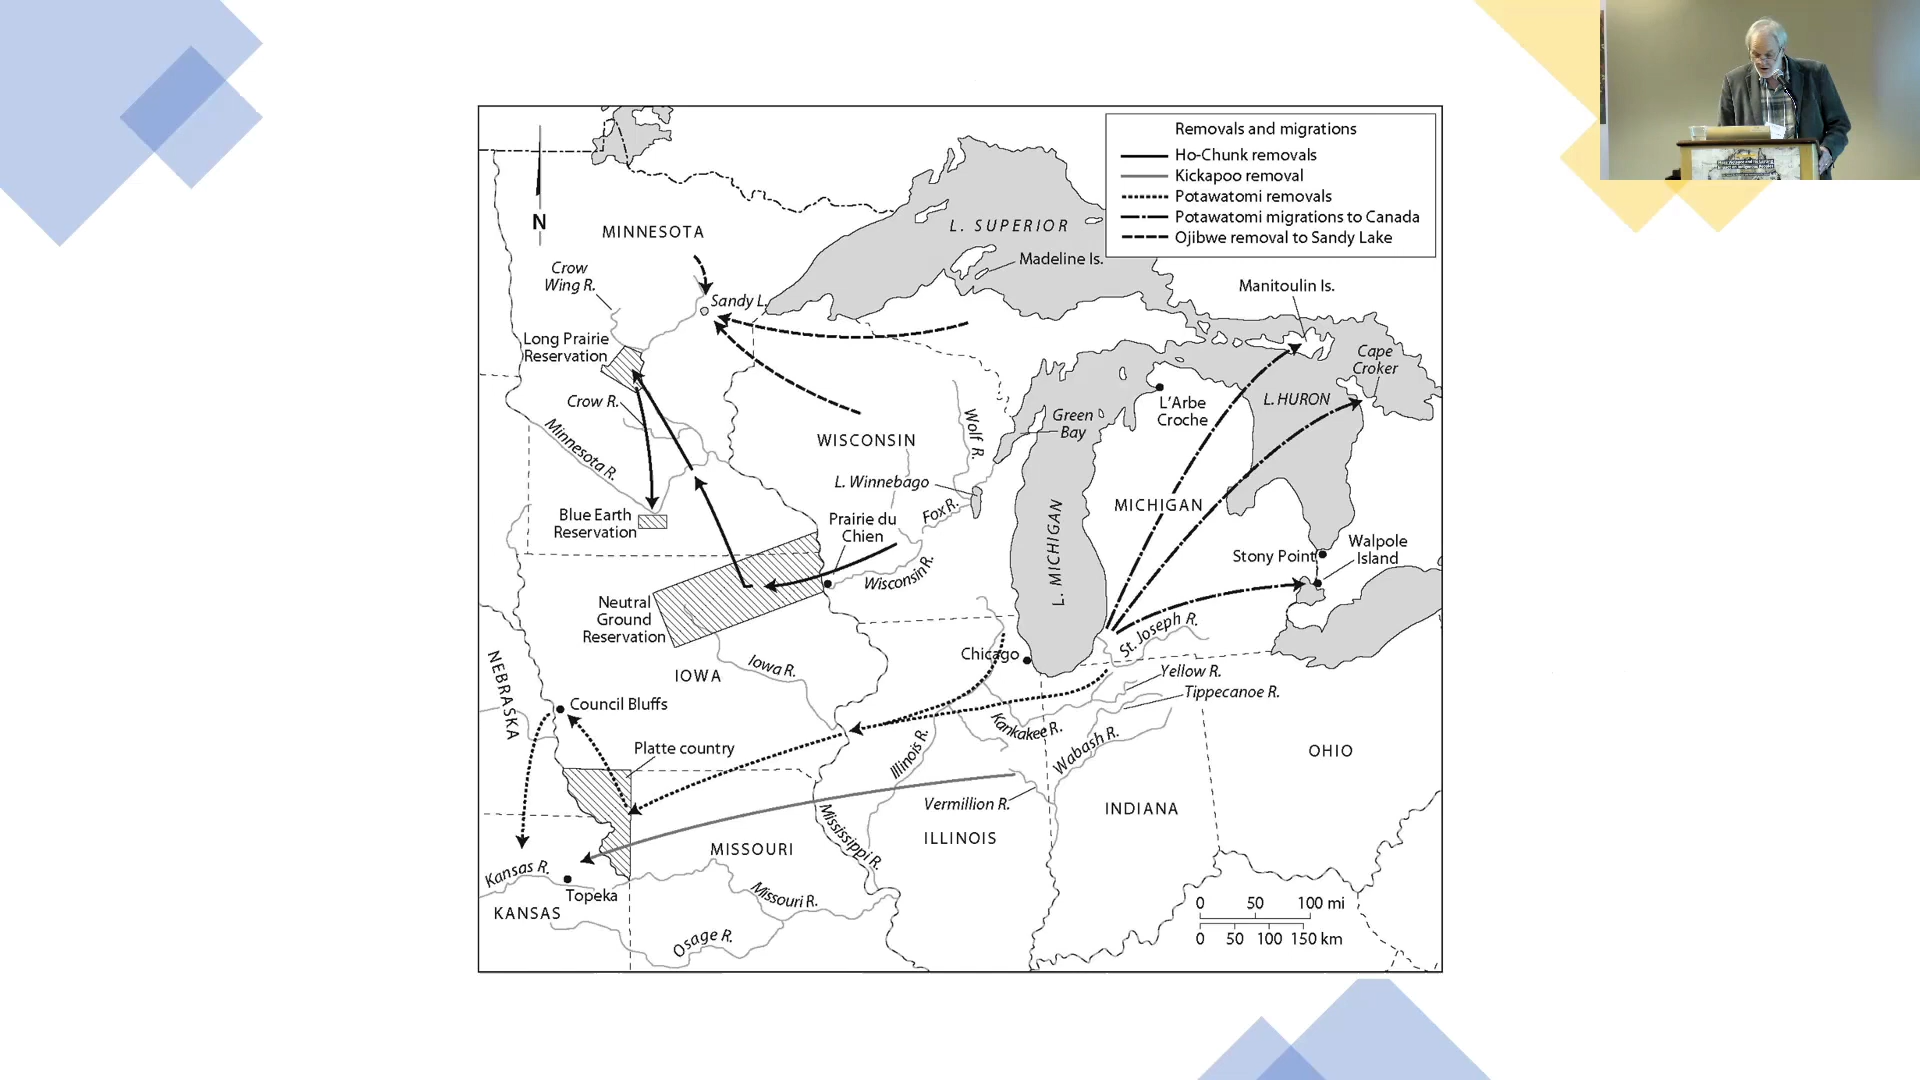 Removals and migrations
Ho-Chunk removals
Kickapoo removal
Potawatomi removals
Potawatomi migrations to Canada
Ojibwe removal to Sandy Lake
N
MINNESOTA
L. SUPERIOR
Madeline Is.
Crow
Wing R.
Sandy L.
Manitoulin Is.
Long Prairie
Reservation
Cape
Croker
Crow R.
L'Arbe
Croche
L. HURON
Green
Bay
Wolf R.
WISCONSIN
Minnesota R.
L. Winnebago
MICHIGAN
Fox R.
Blue Earth
Reservation
Prairie du
Chien
L. MICHIGAN
Stony Point
Walpole
Island
Wisconsin R.
Neutral
Ground
Reservation
St. Joseph R.
Chicago
Iowa R.
Yellow R.
IOWA
Tippecanoe R.
NEBRASKA
Council Bluffs
Kankakee R.
Platte country
Illinois R.
Wabash R.
OHIO
Vermillion R.
INDIANA
Mississippi R.
ILLINOIS
MISSOURI
Kansas R.
Topeka
Missouri R.
KANSAS
Osage R.
0 50 100 mi
0 50 100 150 km